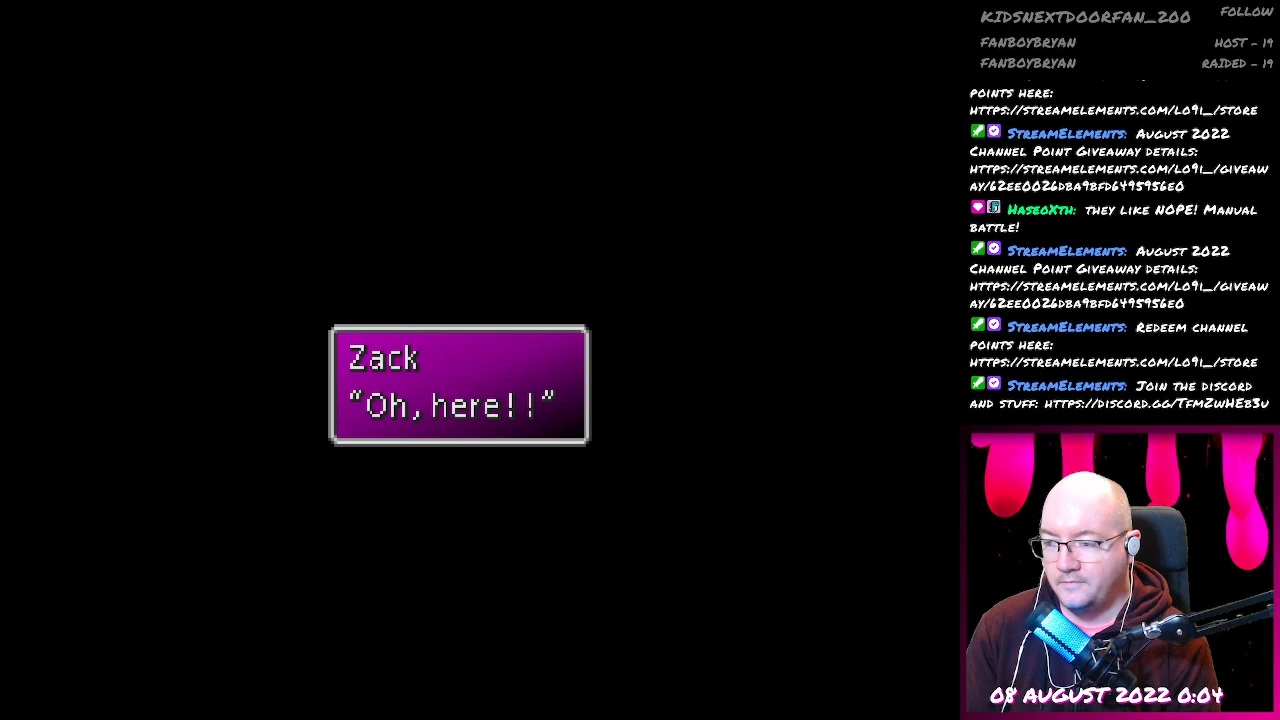 Zack
“Oh, here!!”
KIDSNEXTDOORFAN_200 FOLLOW
FANBOYBRYAN HOST - 19
FANBOYBRYAN RAIDED - 19
POINTS HERE:
HTTPS://STREAMELEMENTS.COM/LO9I_/STORE
STREAMELEMENTS: AUGUST 2022
CHANNEL POINT GIVEAWAY DETAILS:
HTTPS://STREAMELEMENTS.COM/LO9I_/GIVEAW
AY/62EE0026DBA9BFD6495956E0
HASEOXTH: THEY LIKE NOPE! MANUAL
BATTLE!
STREAMELEMENTS: AUGUST 2022
CHANNEL POINT GIVEAWAY DETAILS:
HTTPS://STREAMELEMENTS.COM/LO9I_/GIVEAW
AY/62EE0026DBA9BFD6495956E0
STREAMELEMENTS: REDEEM CHANNEL
POINTS HERE:
HTTPS://STREAMELEMENTS.COM/LO9I_/STORE
STREAMELEMENTS: JOIN THE DISCORD
AND STUFF: HTTPS://DISCORD.GG/TFMZWHEB3U
08 AUGUST 2022 0:04